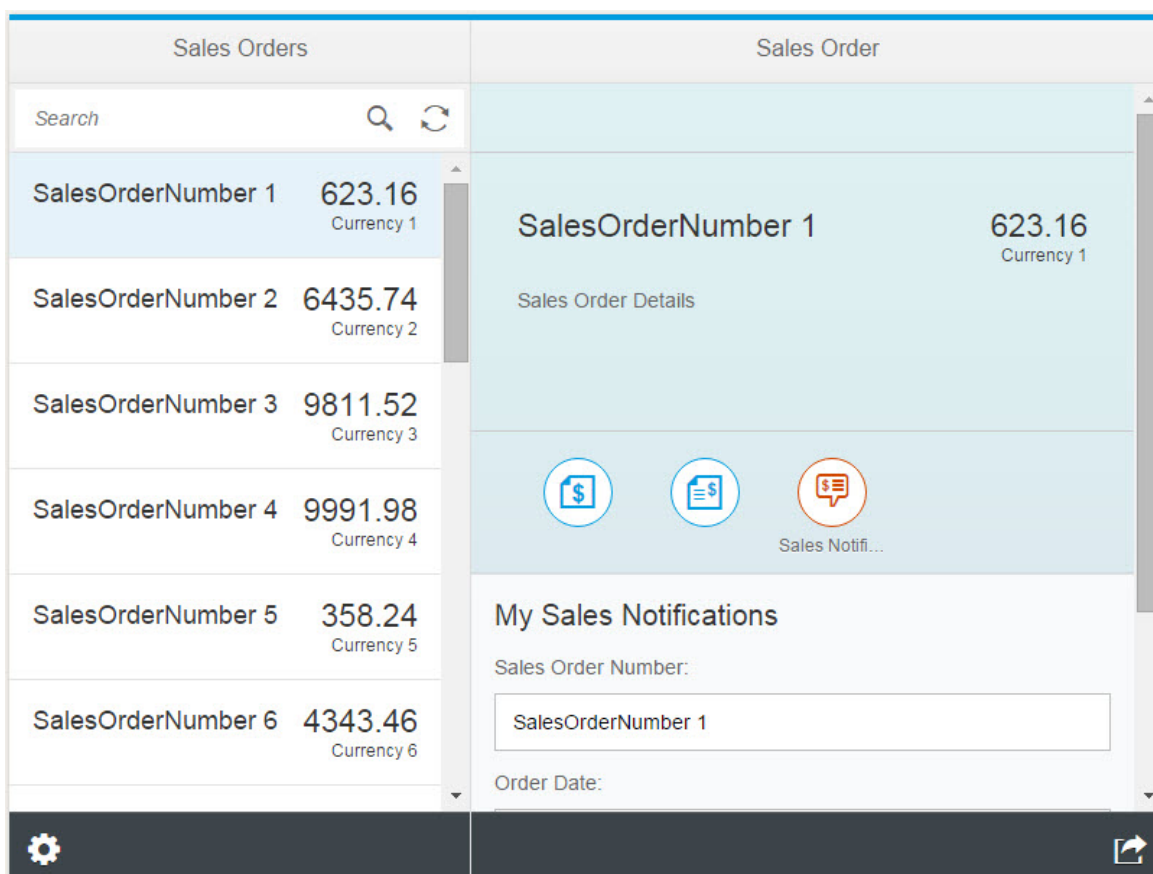 Sales Orders
Search
SalesOrderNumber 1 623.16
Currency 1
SalesOrderNumber 2 6435.74
Currency 2
SalesOrderNumber 3 9811.52
Currency 3
SalesOrderNumber 4 9991.98
Currency 4
SalesOrderNumber 5 358.24
Currency 5
SalesOrderNumber 6 4343.46
Currency 6
Sales Order
SalesOrderNumber 1 623.16
Currency 1
Sales Order Details
$ $ $
Sales Notifi...
My Sales Notifications
Sales Order Number:
SalesOrderNumber 1
Order Date: